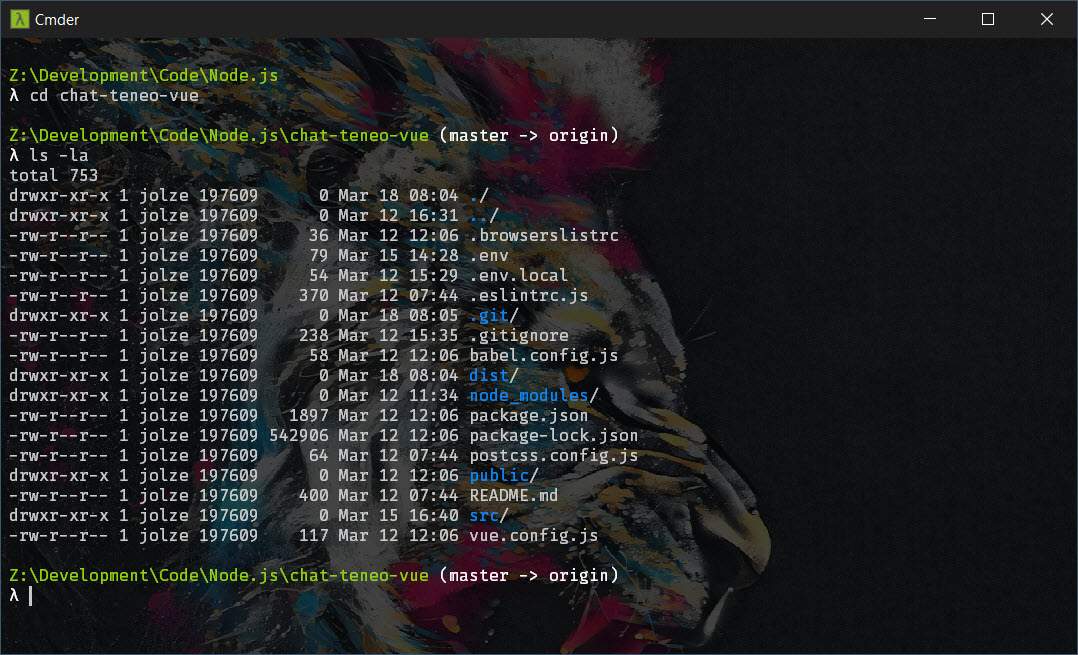 λ Cmder
Z:\Development\Code\Node.js
λ cd chat-teneo-vue
Z:\Development\Code\Node.js\chat-teneo-vue (master -> origin)
λ ls -la
total 753
drwxr-xr-x 1 jolze 197609      0 Mar 18 08:04 ./
drwxr-xr-x 1 jolze 197609      0 Mar 12 16:31 ../
-rw-r--r-- 1 jolze 197609     36 Mar 12 12:06 .browserslistrc
-rw-r--r-- 1 jolze 197609     79 Mar 15 14:28 .env
-rw-r--r-- 1 jolze 197609     54 Mar 12 15:29 .env.local
-rw-r--r-- 1 jolze 197609    370 Mar 12 07:44 .eslintrc.js
drwxr-xr-x 1 jolze 197609      0 Mar 18 08:05 .git/
-rw-r--r-- 1 jolze 197609    238 Mar 12 15:35 .gitignore
-rw-r--r-- 1 jolze 197609     58 Mar 12 12:06 babel.config.js
drwxr-xr-x 1 jolze 197609      0 Mar 18 08:04 dist/
drwxr-xr-x 1 jolze 197609      0 Mar 12 11:34 node_modules/
-rw-r--r-- 1 jolze 197609   1897 Mar 12 12:06 package.json
-rw-r--r-- 1 jolze 197609 542906 Mar 12 12:06 package-lock.json
-rw-r--r-- 1 jolze 197609     64 Mar 12 07:44 postcss.config.js
drwxr-xr-x 1 jolze 197609      0 Mar 12 12:06 public/
-rw-r--r-- 1 jolze 197609    400 Mar 12 07:44 README.md
drwxr-xr-x 1 jolze 197609      0 Mar 15 16:40 src/
-rw-r--r-- 1 jolze 197609    117 Mar 12 12:06 vue.config.js
Z:\Development\Code\Node.js\chat-teneo-vue (master -> origin)
λ